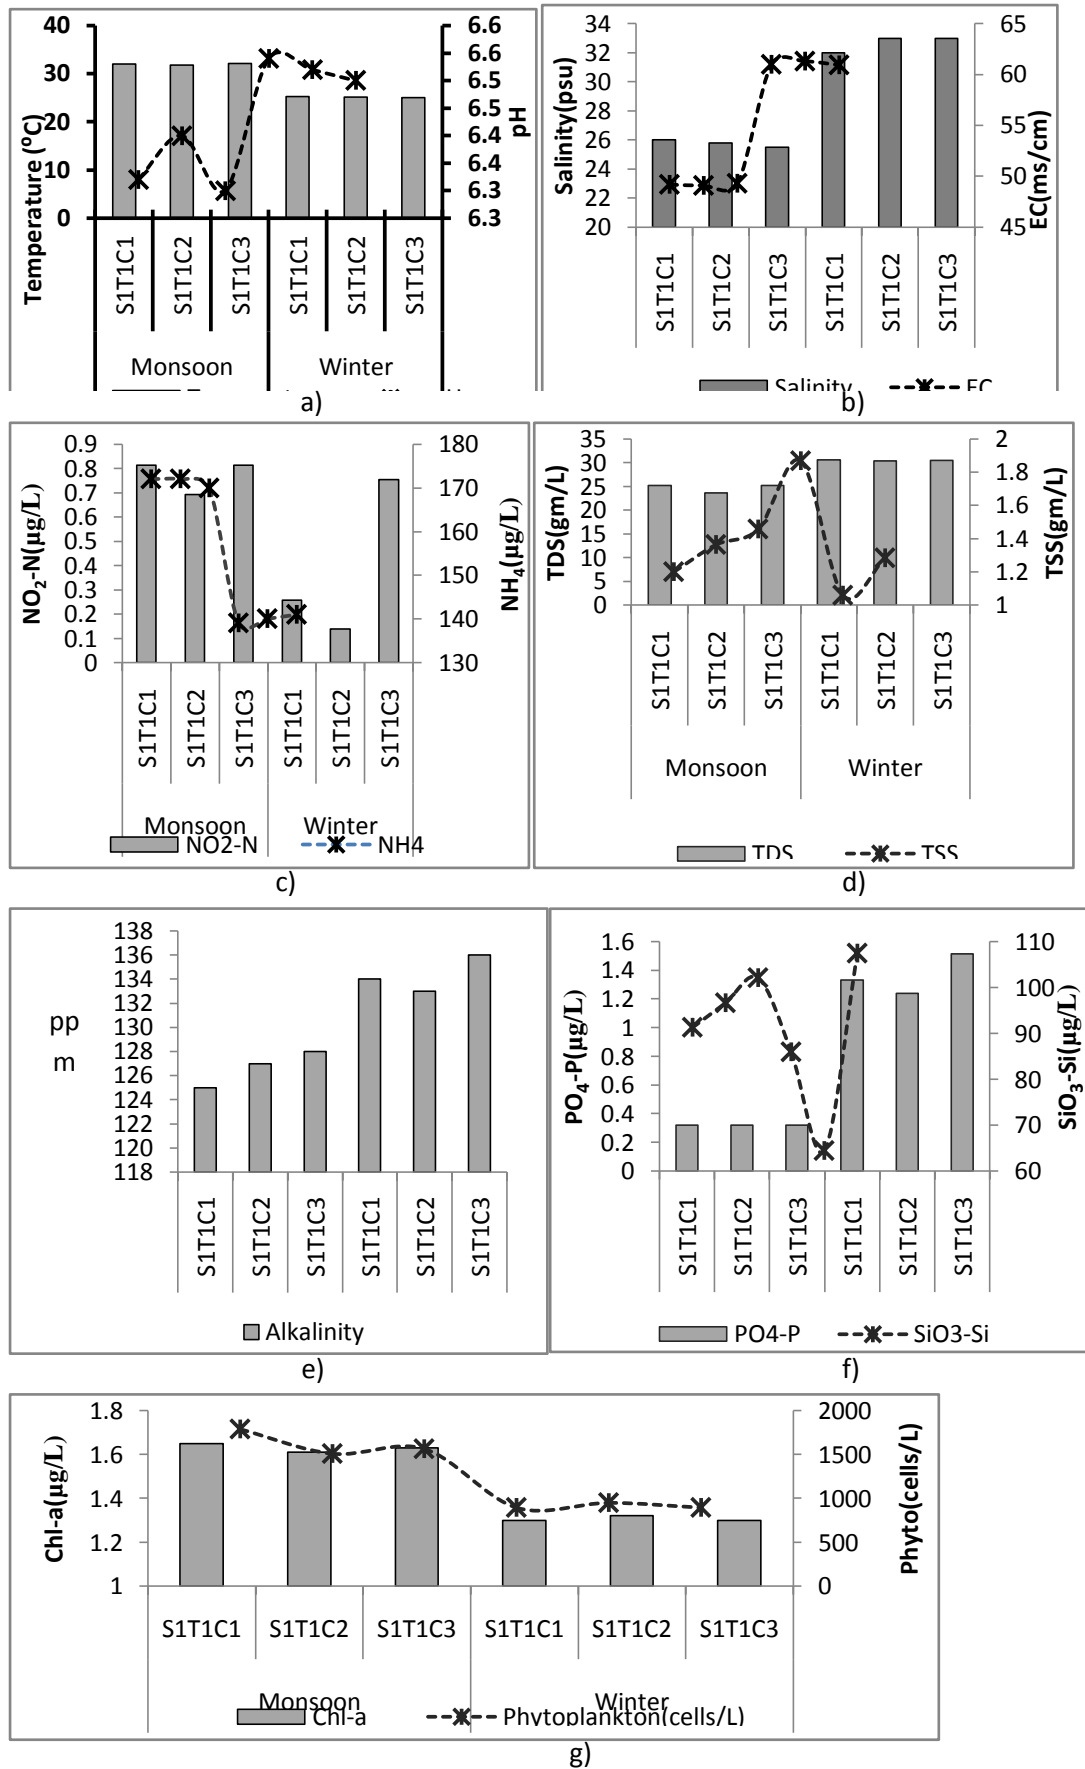 40
30
20
10
0
Temperature (⁰C)
6.6
6.6
6.5
6.5
6.4
6.4
6.3
6.3
pH
S1T1C1
S1T1C2
S1T1C3
S1T1C1
S1T1C2
S1T1C3
Monsoon Winter
a)
34
32
30
28
26
24
22
20
Salinity(psu)
65
60
55
50
45
EC(ms/cm)
S1T1C1
S1T1C2
S1T1C3
S1T1C1
S1T1C2
S1T1C3
Salinity EC
b)
0.9
0.8
0.7
0.6
0.5
0.4
0.3
0.2
0.1
0
NO₂-N(µg/L)
180
170
160
150
140
130
NH₄(µg/L)
S1T1C1
S1T1C2
S1T1C3
S1T1C1
S1T1C2
S1T1C3
Monsoon Winter
NO2-N NH4
c)
35
30
25
20
15
10
5
0
TDS(gm/L)
2
1.8
1.6
1.4
1.2
1
TSS(gm/L)
S1T1C1
S1T1C2
S1T1C3
S1T1C1
S1T1C2
S1T1C3
Monsoon Winter
TDS TSS
d)
138
136
134
132
130
128
126
124
122
120
118
pp
m
S1T1C1
S1T1C2
S1T1C3
S1T1C1
S1T1C2
S1T1C3
Alkalinity
e)
1.6
1.4
1.2
1
0.8
0.6
0.4
0.2
0
PO₄-P(µg/L)
110
100
90
80
70
60
SiO₃-Si(µg/L)
S1T1C1
S1T1C2
S1T1C3
S1T1C1
S1T1C2
S1T1C3
PO4-P SiO3-Si
f)
1.8
1.6
1.4
1.2
1
Chl-a(µg/L)
2000
1500
1000
500
0
Phyto(cells/L)
S1T1C1 S1T1C2 S1T1C3 S1T1C1 S1T1C2 S1T1C3
Monsoon Winter
Chl-a Phytoplankton(cells/L)
g)